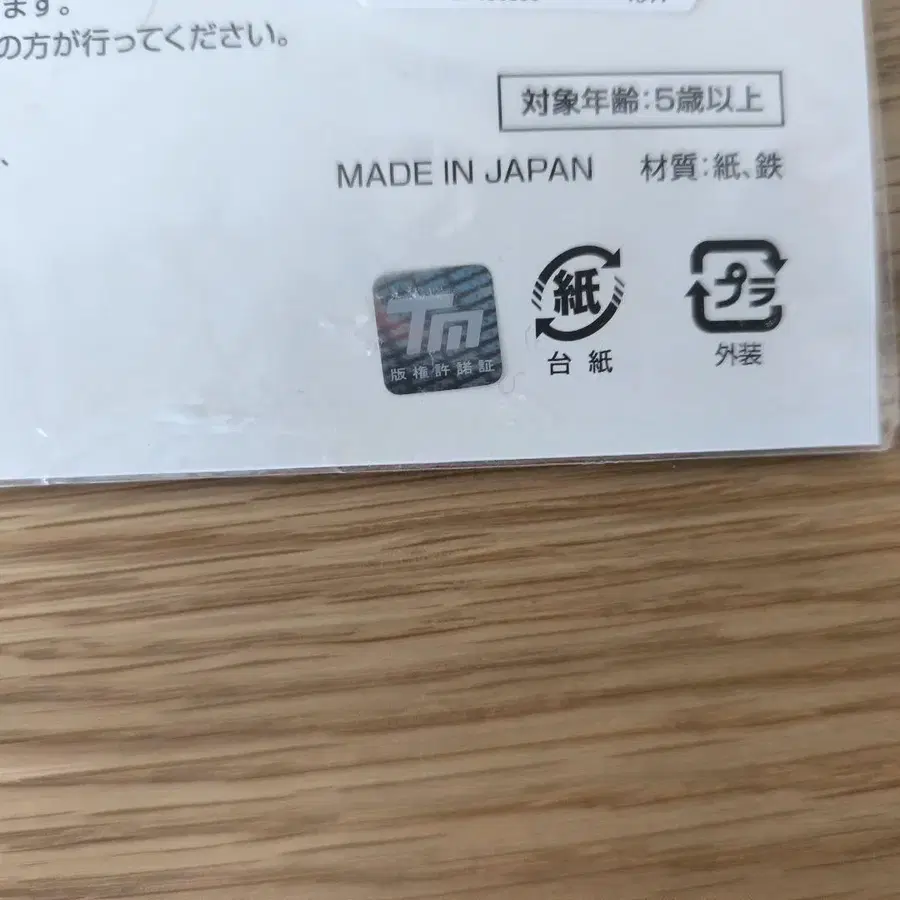 ます。
の方が行ってください。
対象年齢:5歳以上
、
MADE IN JAPAN 材質:紙、鉄
TM
版権許諾証
紙
台紙
プラ
外装